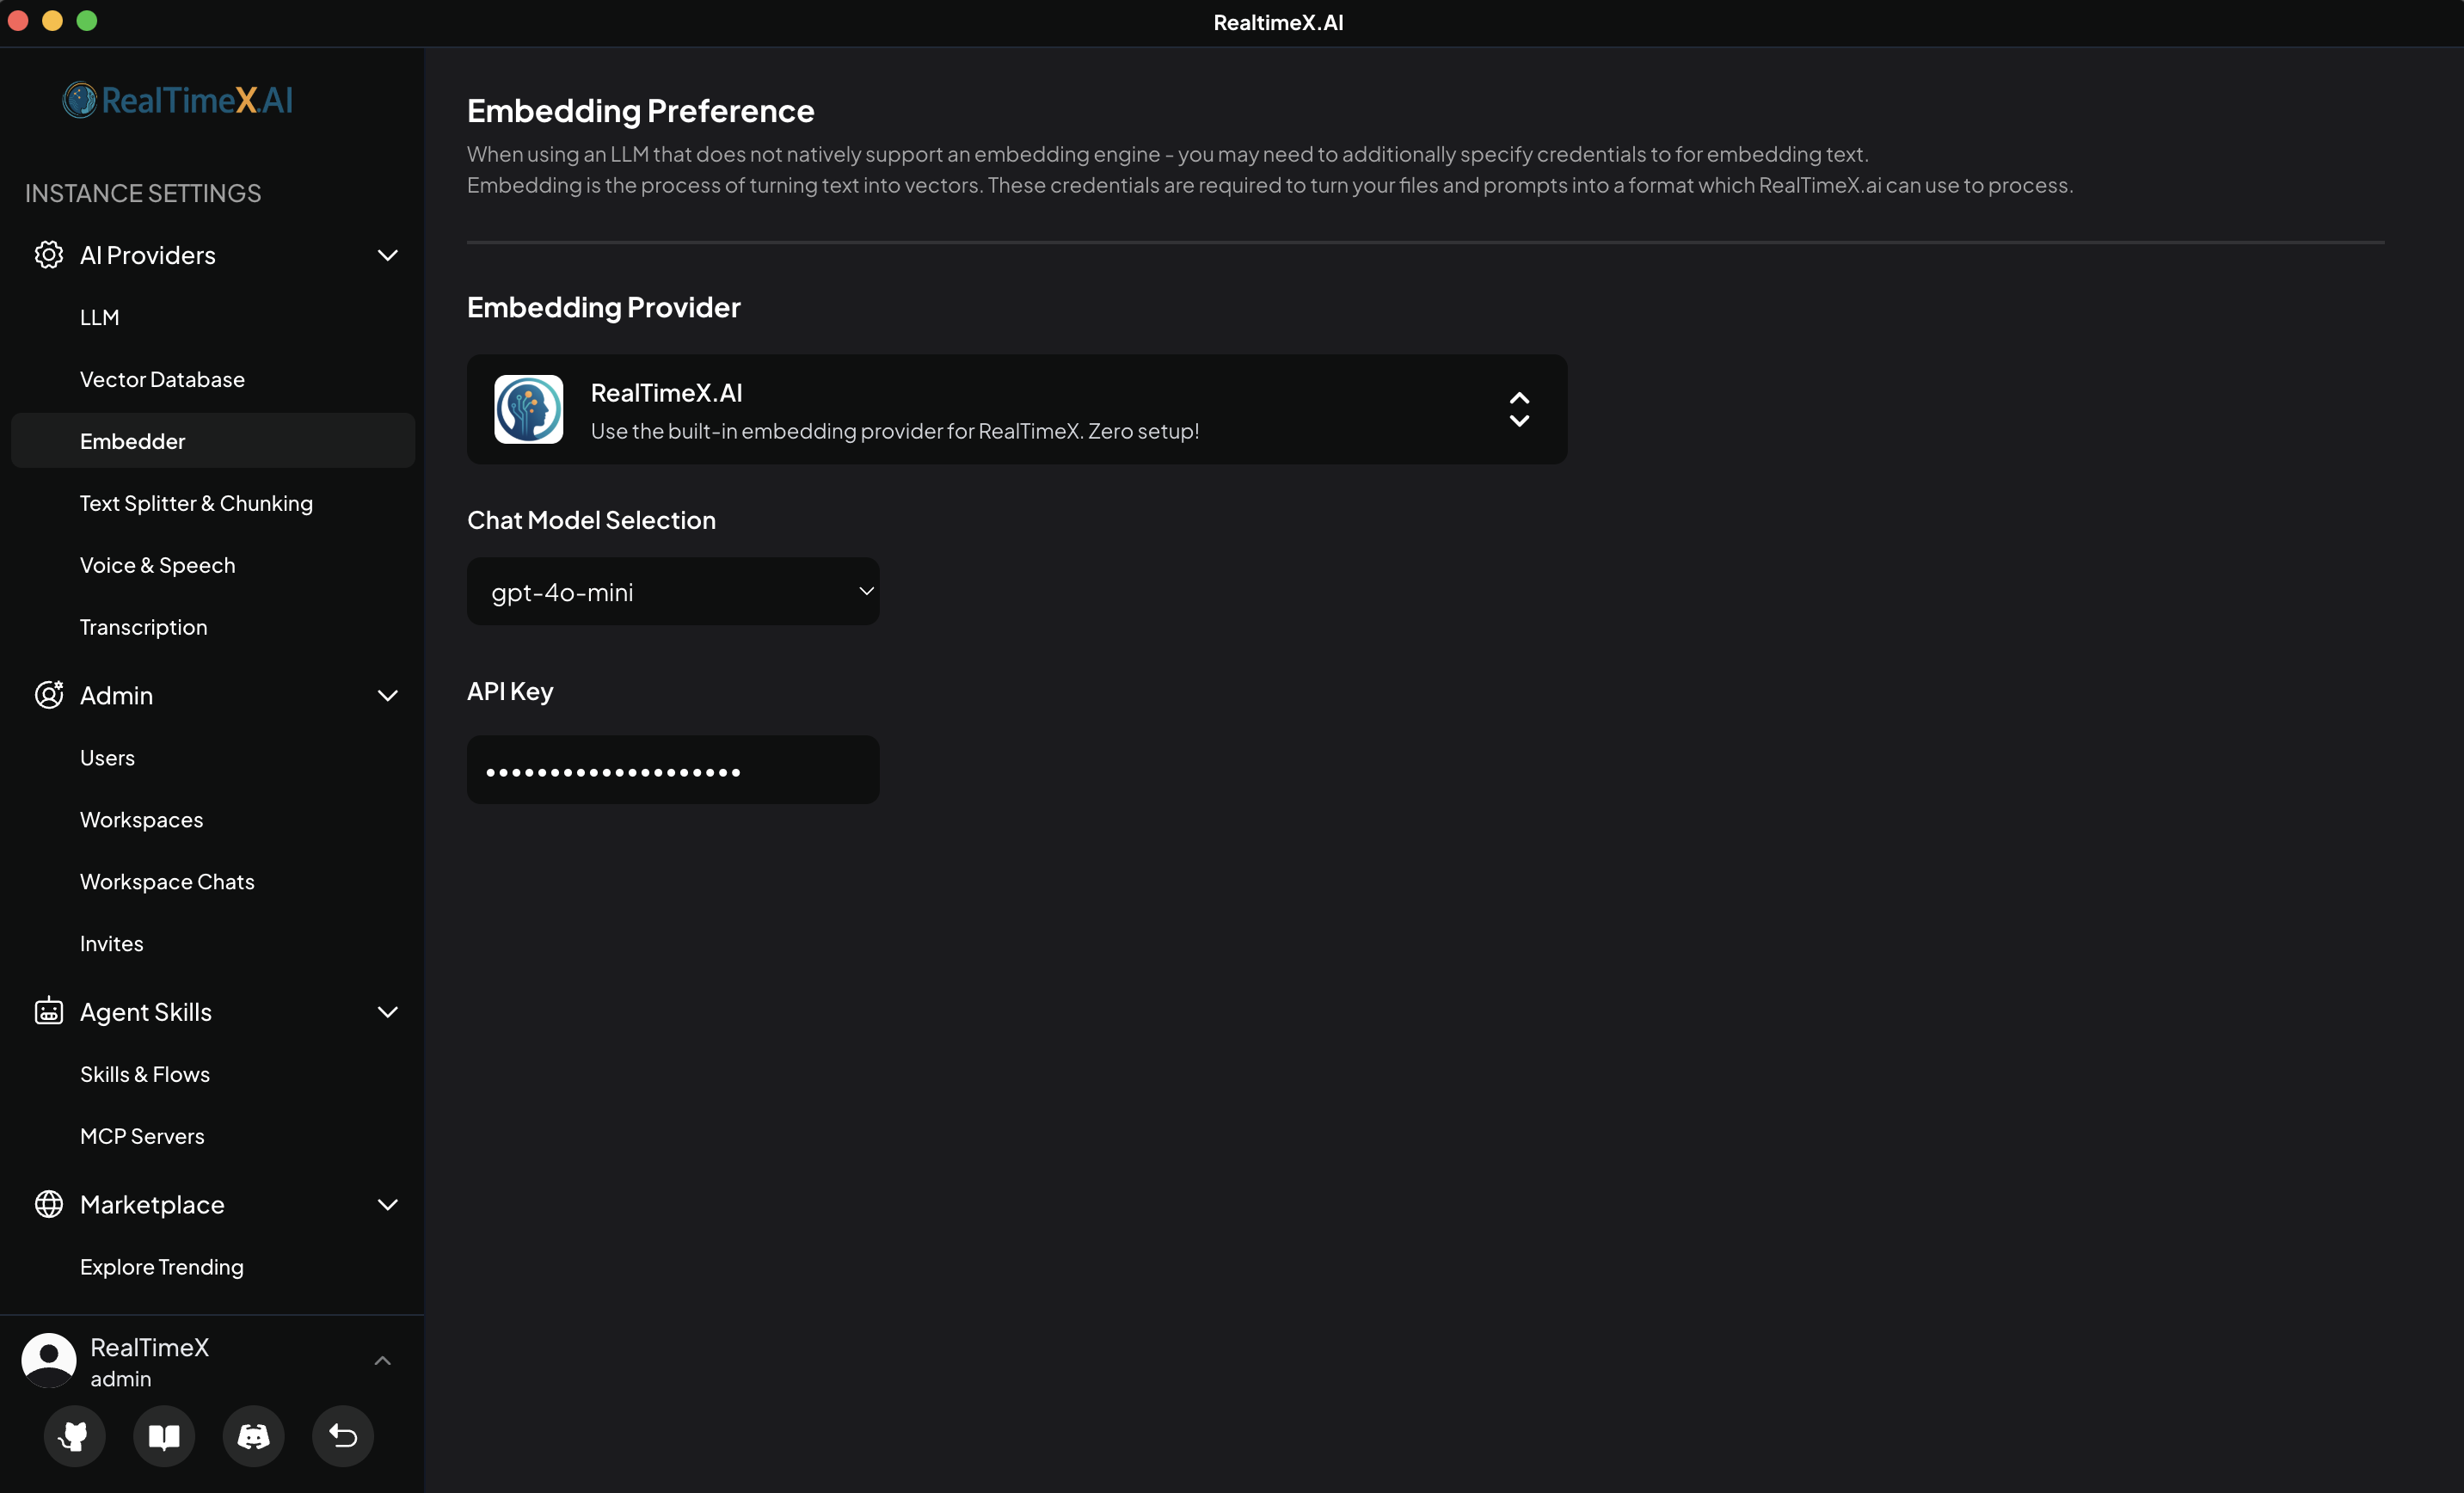 RealtimeX.AI
RealTimeX.AI
INSTANCE SETTINGS
AI Providers
LLM
Vector Database
Embedder
Text Splitter & Chunking
Voice & Speech
Transcription
Admin
Users
Workspaces
Workspace Chats
Invites
Agent Skills
Skills & Flows
MCP Servers
Marketplace
Explore Trending
RealTimeX
admin
Embedding Preference
When using an LLM that does not natively support an embedding engine - you may need to additionally specify credentials to for embedding text.
Embedding is the process of turning text into vectors. These credentials are required to turn your files and prompts into a format which RealTimeX.ai can use to process.
Embedding Provider
RealTimeX.AI
Use the built-in embedding provider for RealTimeX. Zero setup!
Chat Model Selection
gpt-4o-mini
API Key